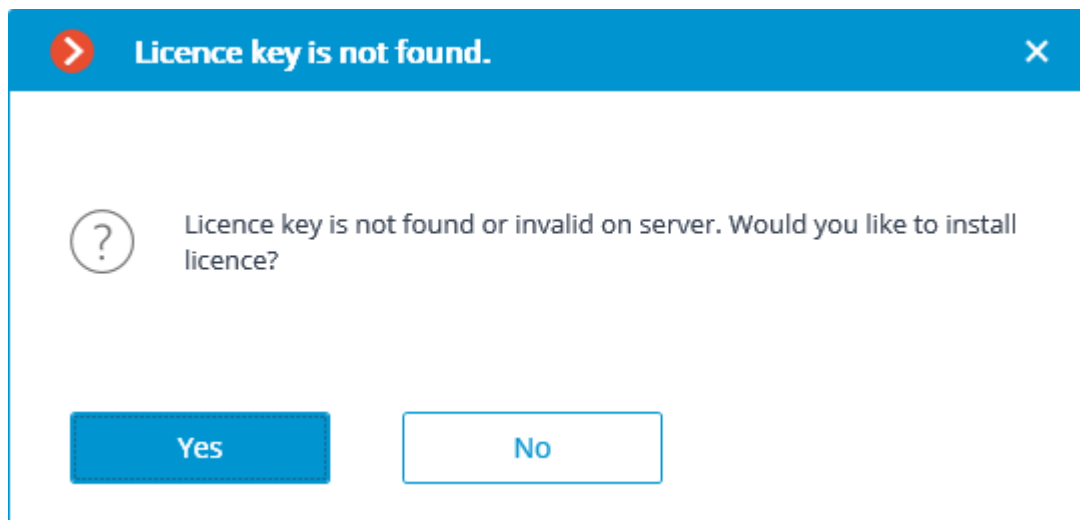 Licence key is not found.
Licence key is not found or invalid on server. Would you like to install
licence?
Yes
No